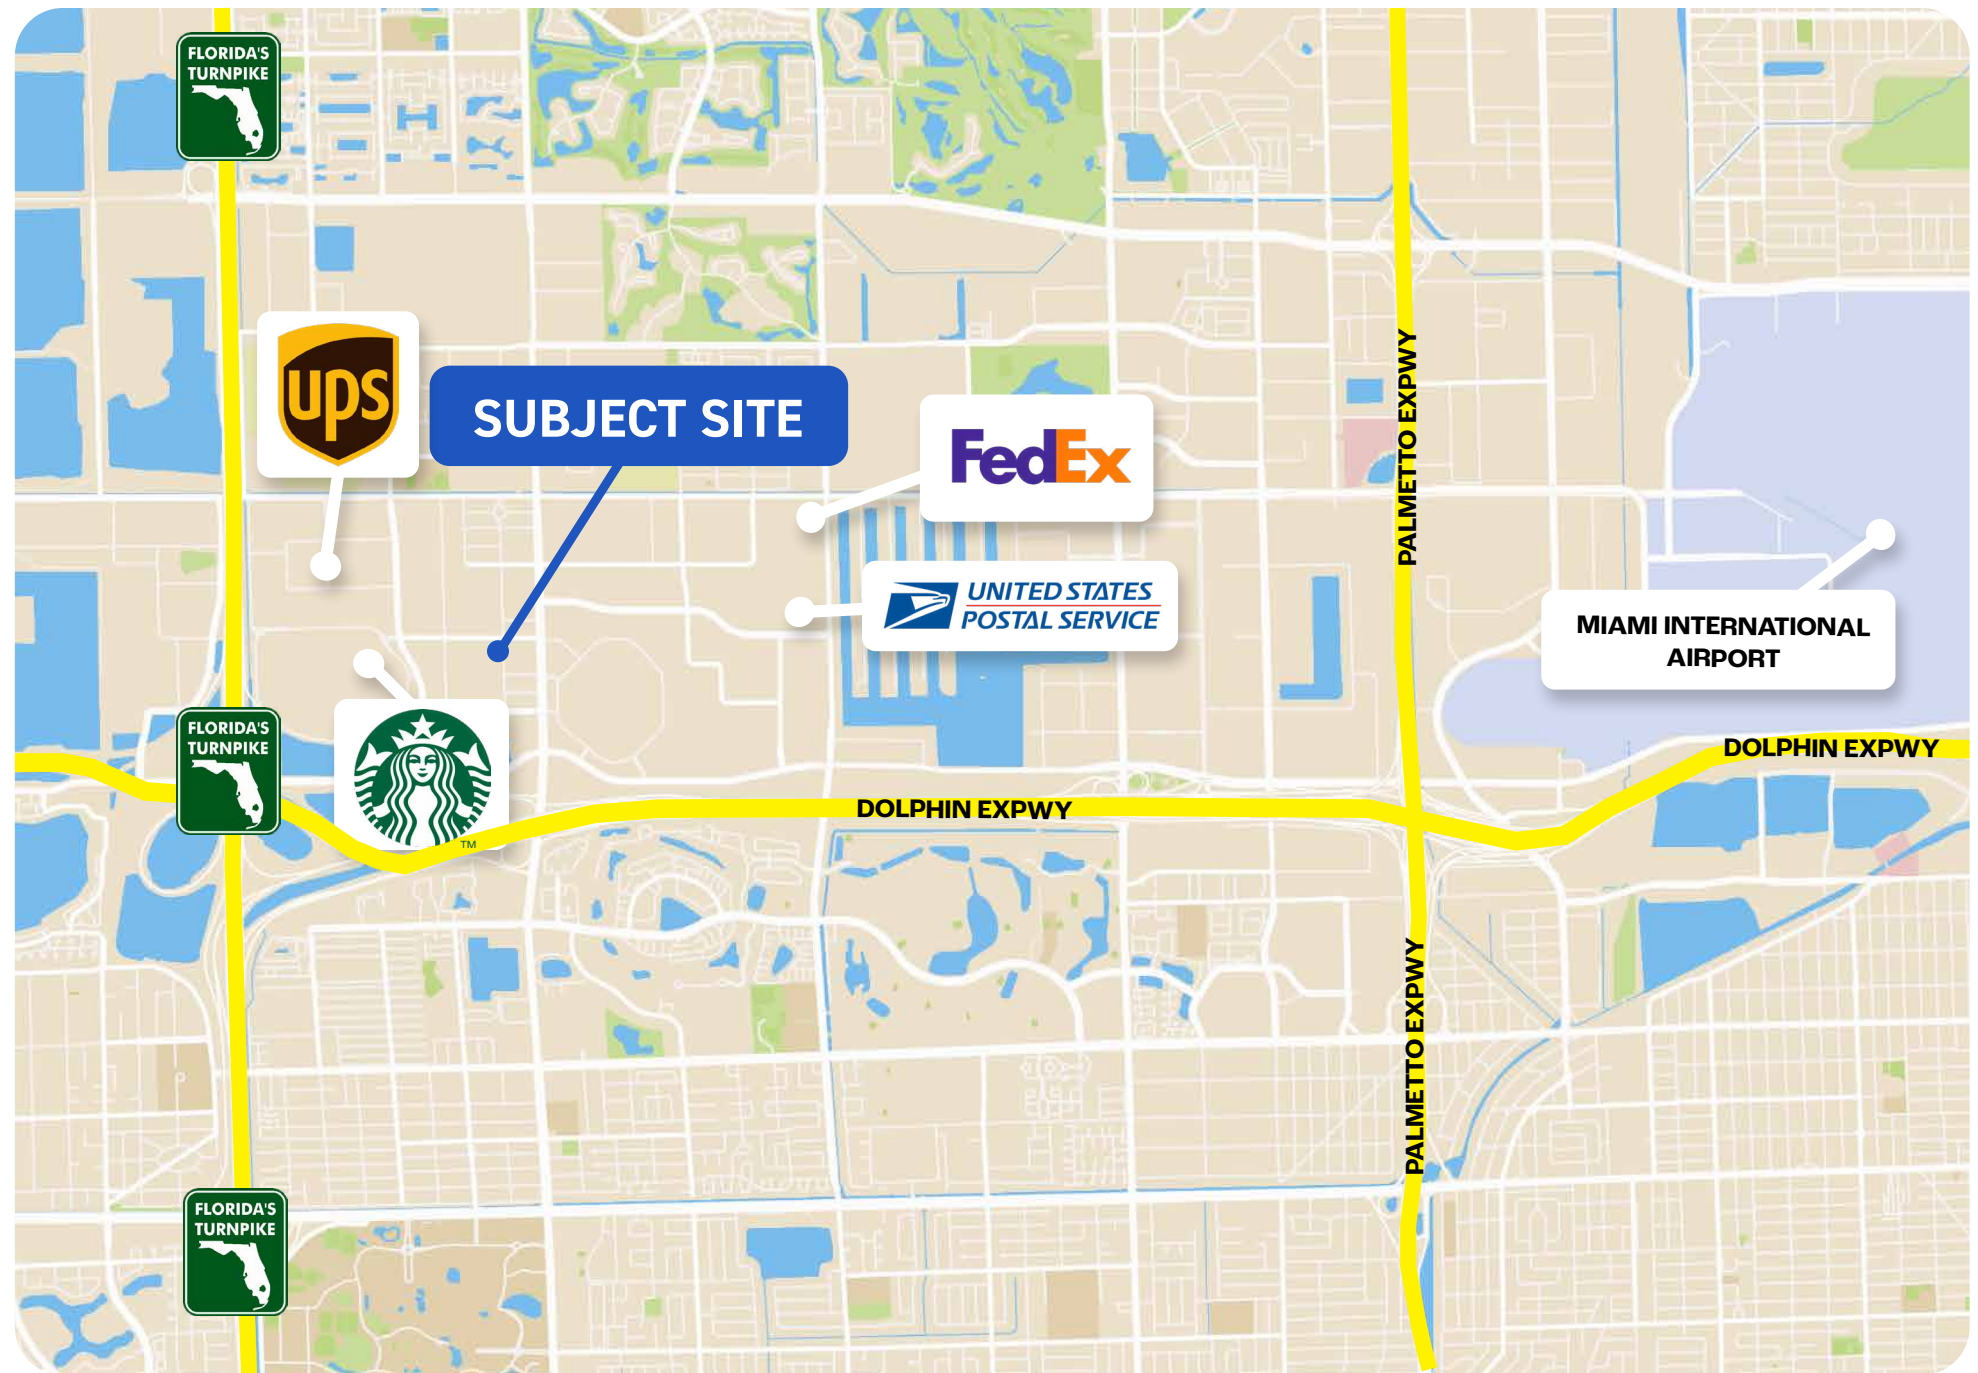 FLORIDA'S
TURNPIKE
ups
SUBJECT SITE
FedEx
PALMETTO EXPWY
UNITED STATES
POSTAL SERVICE
MIAMI INTERNATIONAL
AIRPORT
FLORIDA'S
TURNPIKE
DOLPHIN EXPWY
DOLPHIN EXPWY
TM
PALMETTO EXPWY
FLORIDA'S
TURNPIKE